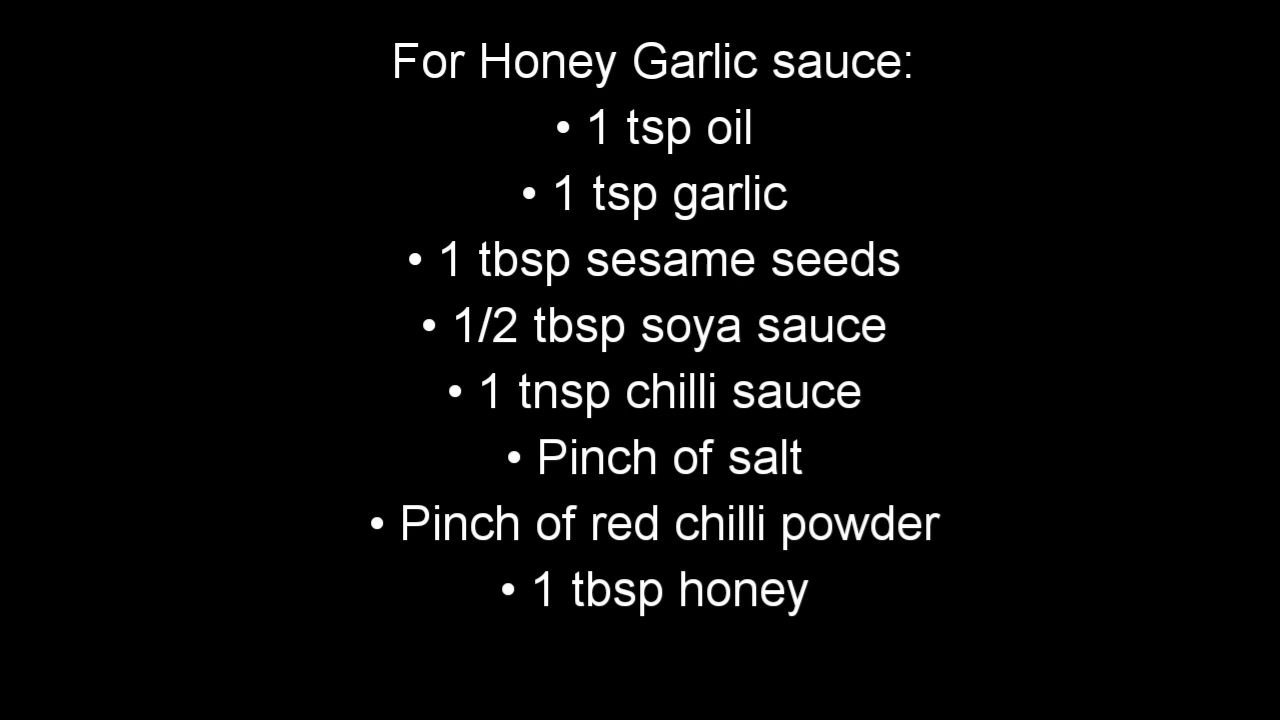 For Honey Garlic sauce:
• 1 tsp oil
• 1 tsp garlic
• 1 tbsp sesame seeds
• 1/2 tbsp soya sauce
• 1 tnsp chilli sauce
• Pinch of salt
• Pinch of red chilli powder
• 1 tbsp honey